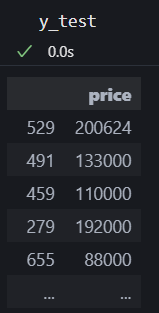 y_test
0.0s
price
529 200624
491 133000
459 110000
279 192000
655 88000
... ...